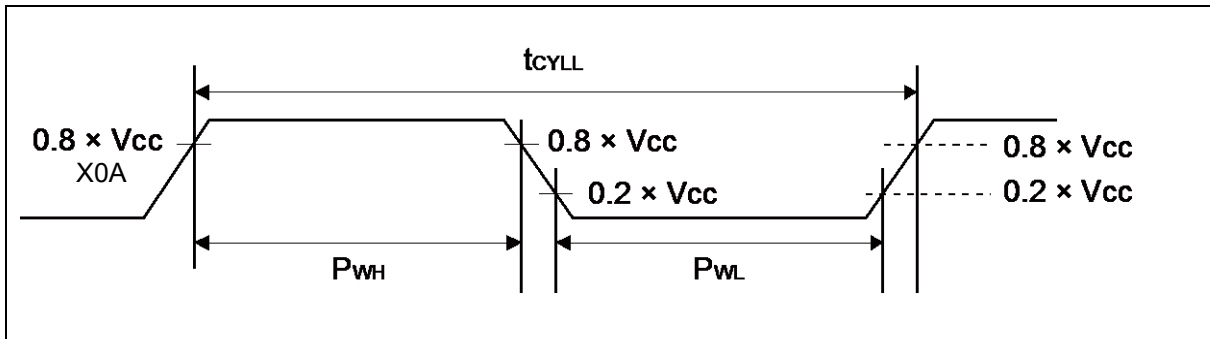 tCYLL
0.8 × Vcc
X0A
0.8 × Vcc
0.8 × Vcc
0.2 × Vcc
0.2 × Vcc
PWH
PWL